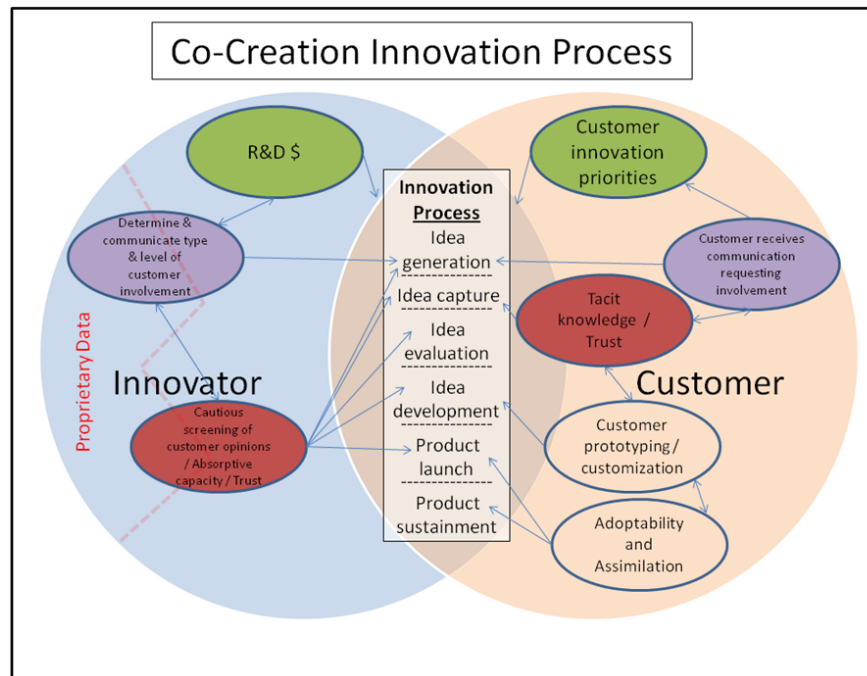 Co-Creation Innovation Process
R&D $
Customer
innovation
priorities
Innovation
Process
Idea
generation
Idea capture
Idea
evaluation
Idea
development
Product
launch
Product
sustainment
Determine &
communicate type
& level of
customer
involvement
Customer receives
communication
requesting
involvement
Tacit
knowledge /
Trust
Proprietary Data
Innovator
Customer
Cautious
screening of
customer opinions
/ Absorptive
capacity / Trust
Customer
prototyping /
customization
Adoptability
and
Assimilation